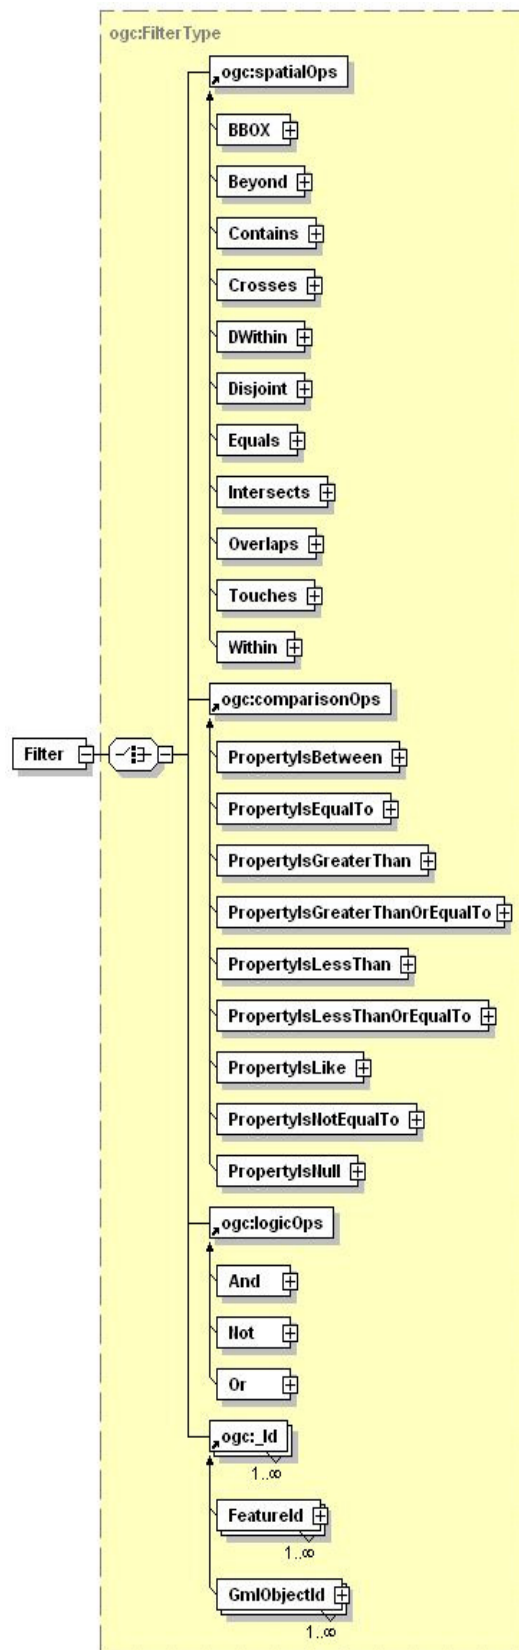 ogc:FilterType
ogc:spatialOps
BBOX
Beyond
Contains
Crosses
DWithin
Disjoint
Equals
Intersects
Overlaps
Touches
Within
ogc:comparisonOps
Filter
PropertyIsBetween
PropertyIsEqualTo
PropertyIsGreaterThan
PropertyIsGreaterThanOrEqualTo
PropertyIsLessThan
PropertyIsLessThanOrEqualTo
PropertyIsLike
PropertyIsNotEqualTo
PropertyIsNull
ogc:logicOps
And
Not
Or
ogc:_Id
1..∞
FeatureId
1..∞
GmlObjectId
1..∞